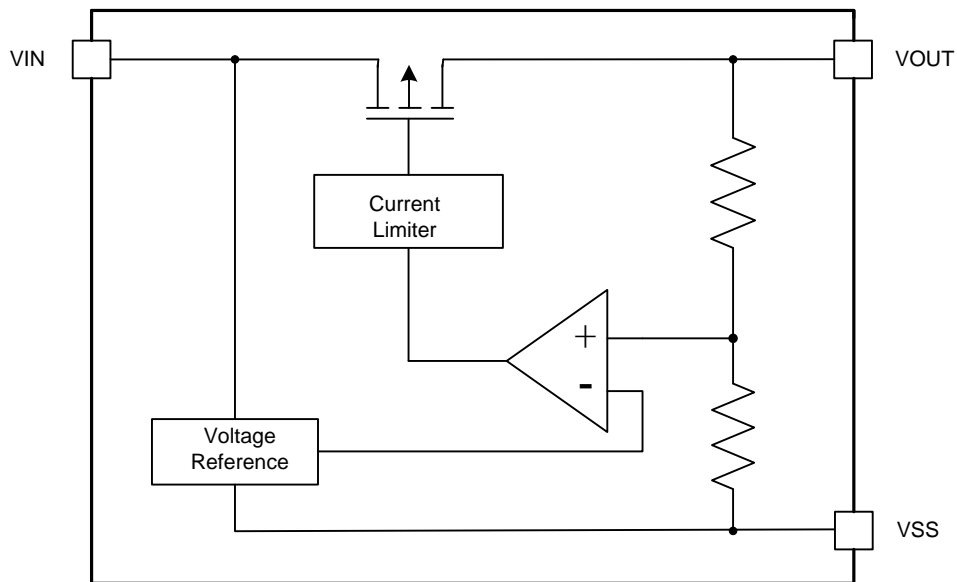 VIN
VOUT
Current
Limiter
+
-
Voltage
Reference
VSS